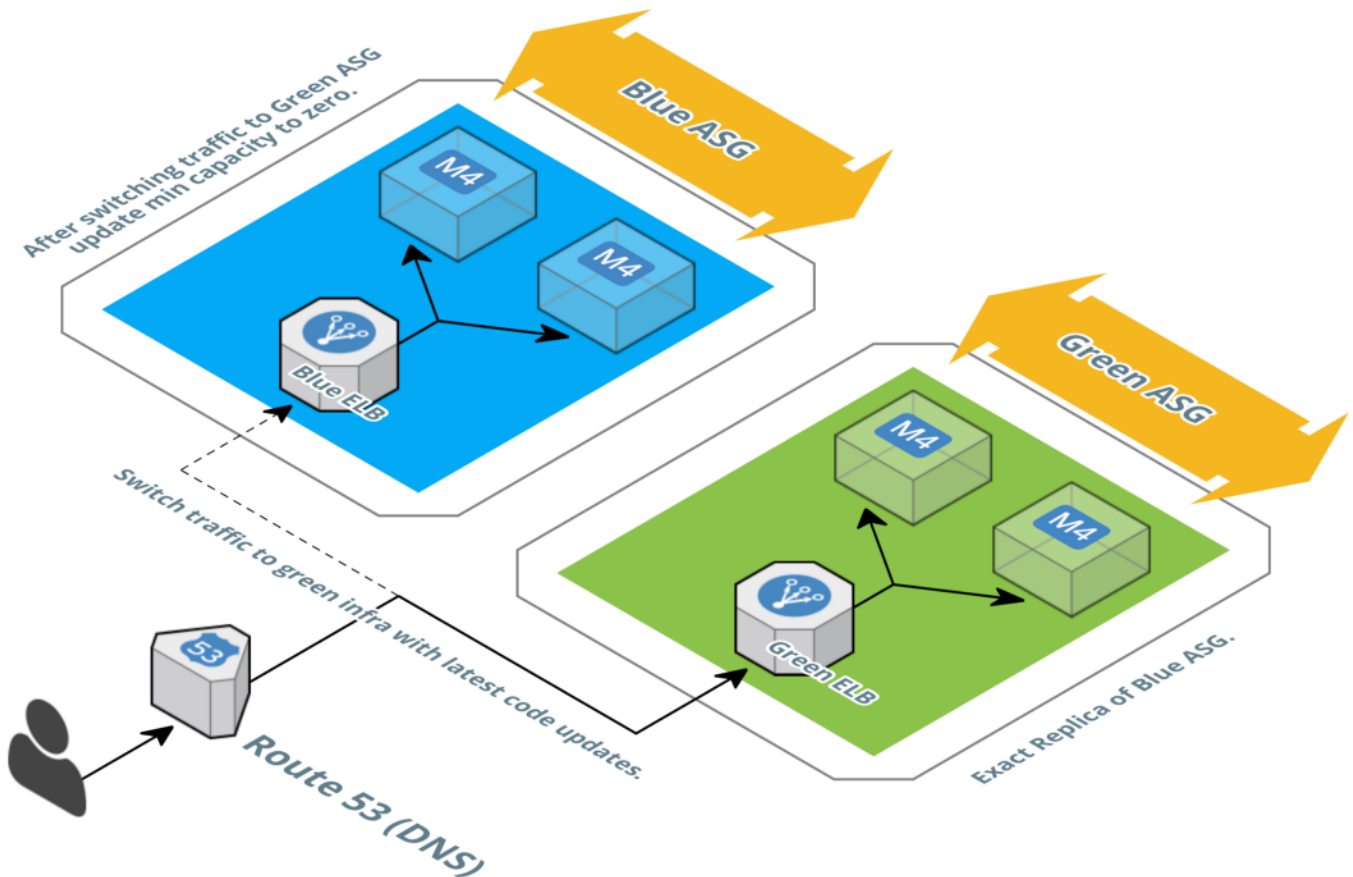 After switching traffic to Green ASG
update min capacity to zero.
Blue ASG
M4
M4
Blue ELB
Green ASG
M4
M4
Green ELB
Switch traffic to green infra with latest code updates.
53
Route 53 (DNS)
Exact Replica of Blue ASG.